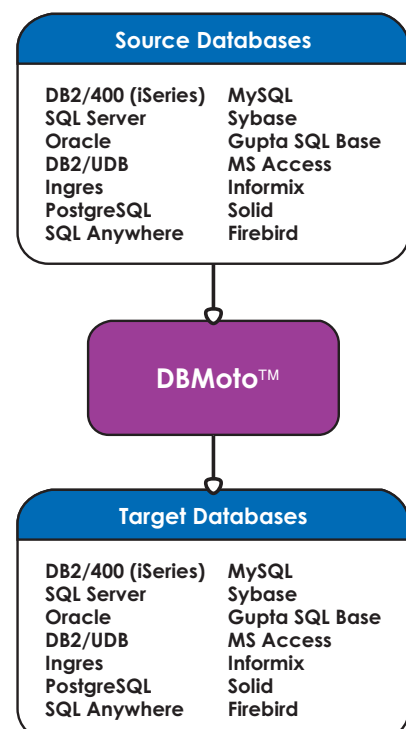 Source Databases
DB2/400 (iSeries) MySQL
SQL Server Sybase
Oracle Gupta SQL Base
DB2/UDB MS Access
Ingres Informix
PostgreSQL Solid
SQL Anywhere Firebird
DBMoto™
Target Databases
DB2/400 (iSeries) MySQL
SQL Server Sybase
Oracle Gupta SQL Base
DB2/UDB MS Access
Ingres Informix
PostgreSQL Solid
SQL Anywhere Firebird